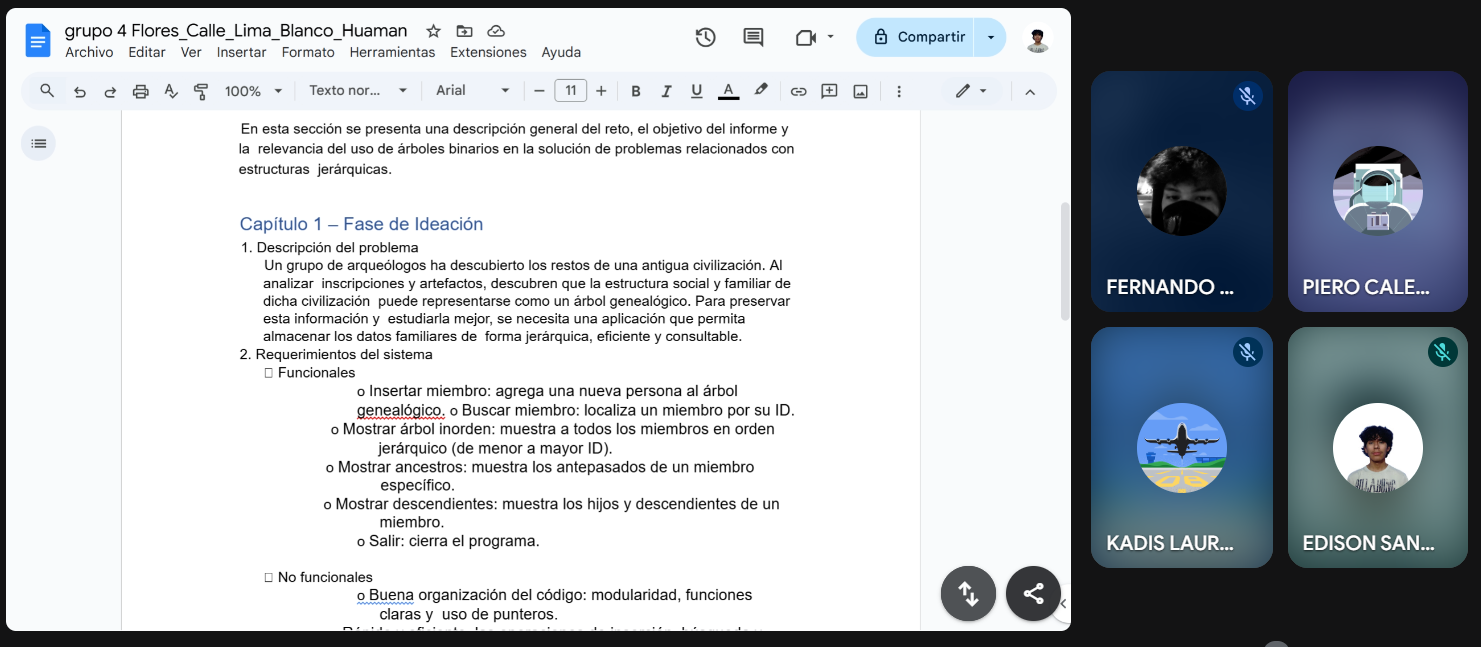 grupo 4 Flores_Calle_Lima_Blanco_Huaman
Archivo Editar Ver Insertar Formato Herramientas Extensiones Ayuda
Compartir
100% Texto nor... Arial 11 B I U A
En esta sección se presenta una descripción general del reto, el objetivo del informe y
la relevancia del uso de árboles binarios en la solución de problemas relacionados con
estructuras jerárquicas.
Capítulo 1 – Fase de Ideación
1. Descripción del problema
Un grupo de arqueólogos ha descubierto los restos de una antigua civilización. Al
analizar inscripciones y artefactos, descubren que la estructura social y familiar de
dicha civilización puede representarse como un árbol genealógico. Para preservar
esta información y estudiarla mejor, se necesita una aplicación que permita
almacenar los datos familiares de forma jerárquica, eficiente y consultable.
2. Requerimientos del sistema
Funcionales
o Insertar miembro: agrega una nueva persona al árbol
genealógico. o Buscar miembro: localiza un miembro por su ID.
o Mostrar árbol inorden: muestra a todos los miembros en orden
jerárquico (de menor a mayor ID).
o Mostrar ancestros: muestra los antepasados de un miembro
específico.
o Mostrar descendientes: muestra los hijos y descendientes de un
miembro.
o Salir: cierra el programa.
No funcionales
o Buena organización del código: modularidad, funciones
claras y uso de punteros.
FERNANDO ...
PIERO CALE...
KADIS LAUR...
EDISON SAN...